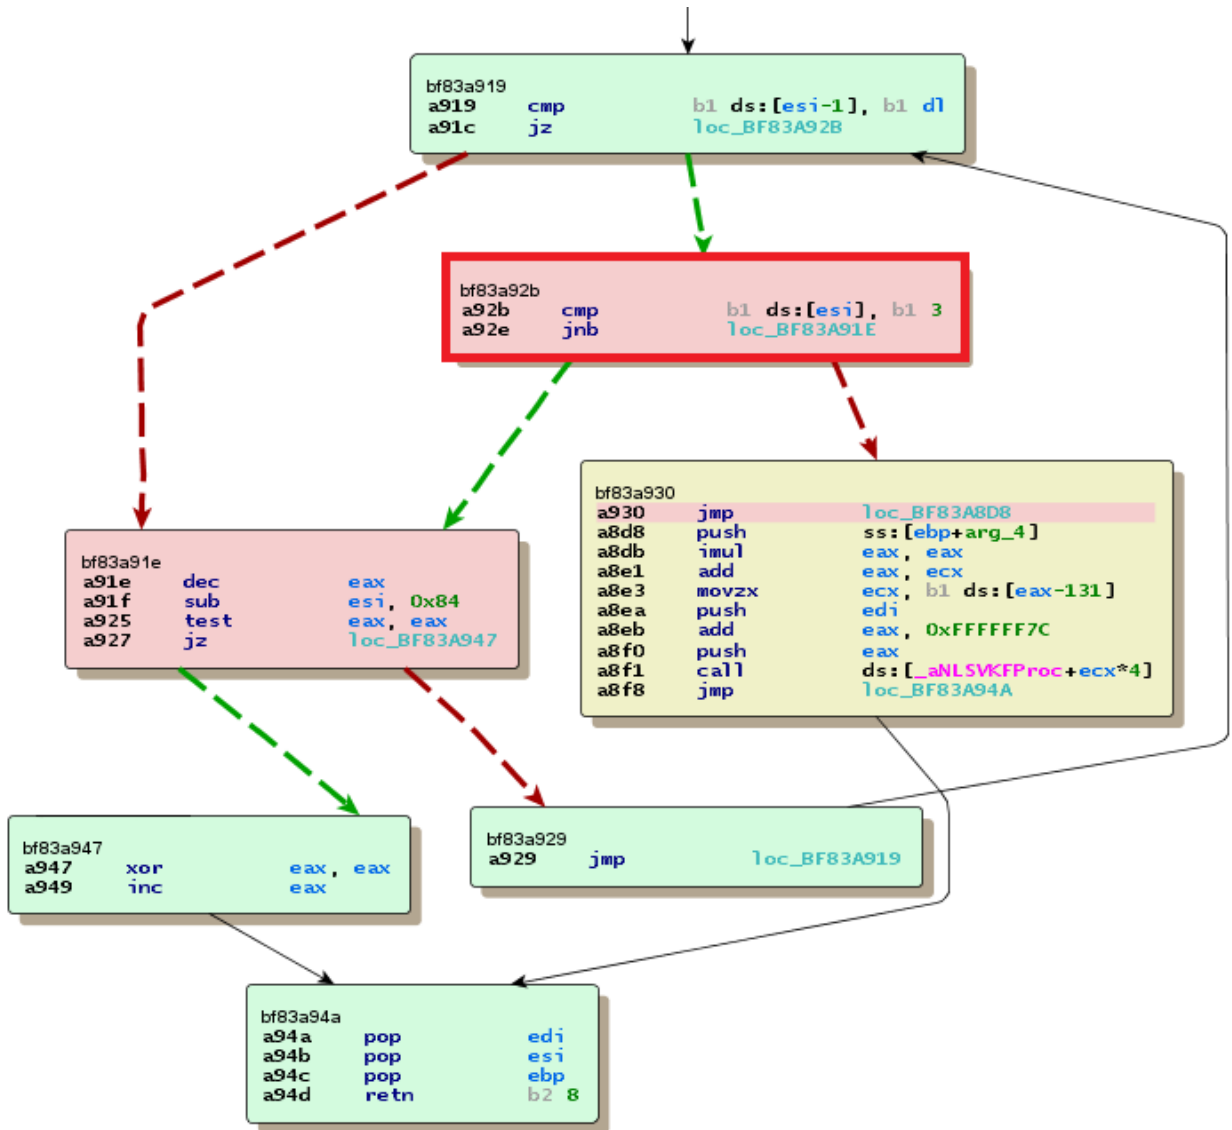 bf83a919
a919 cmp b1 ds:[esi-1], b1 dl
a91c jz loc_BF83A92B
bf83a92b
a92b cmp b1 ds:[esi], b1 3
a92e jnb loc_BF83A91E
bf83a930
a930 jmp loc_BF83A8D8
a8d8 push ss:[ebp+arg_4]
a8db imul eax, eax
a8e1 add eax, ecx
a8e3 movzx ecx, b1 ds:[eax-131]
a8ea push edi
a8eb add eax, 0xFFFFFF7C
a8f0 push eax
a8f1 call ds:[_aNLSVKFProc+ecx*4]
a8f8 jmp loc_BF83A94A
bf83a91e
a91e dec eax
a91f sub esi, 0x84
a925 test eax, eax
a927 jz loc_BF83A947
bf83a929
a929 jmp loc_BF83A919
bf83a947
a947 xor eax, eax
a949 inc eax
bf83a94a
a94a pop edi
a94b pop esi
a94c pop ebp
a94d retn b2 8